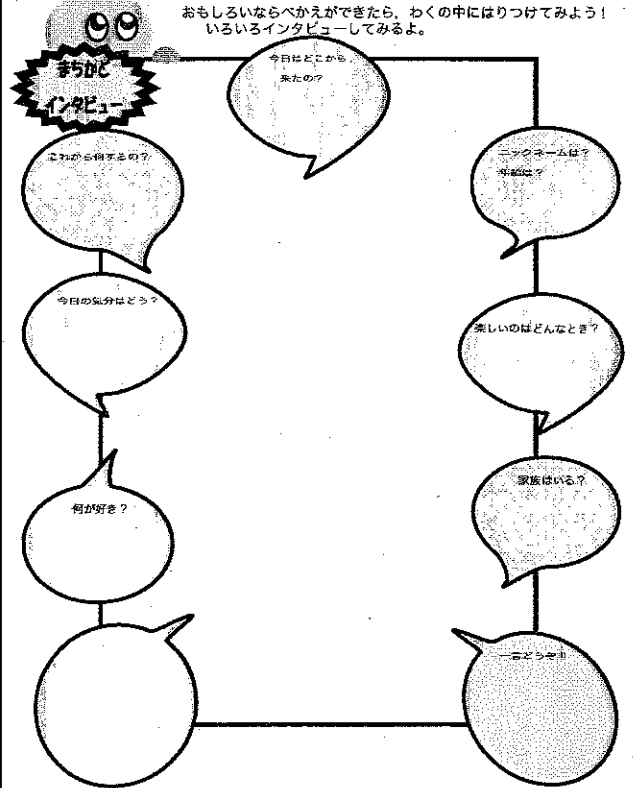 おもしろいならべかえができたら，わくの中にはりつけてみよう！
いろいろインタビューしてみるよ。
まちかど
インタビュー
今日はどこから、
来たの？
これから何するの？
ニックネームは？
年齢は？
今日の気分はどう？
楽しいのはどんなとき？
何が好き？
家族はいる？
一言どうぞ!!